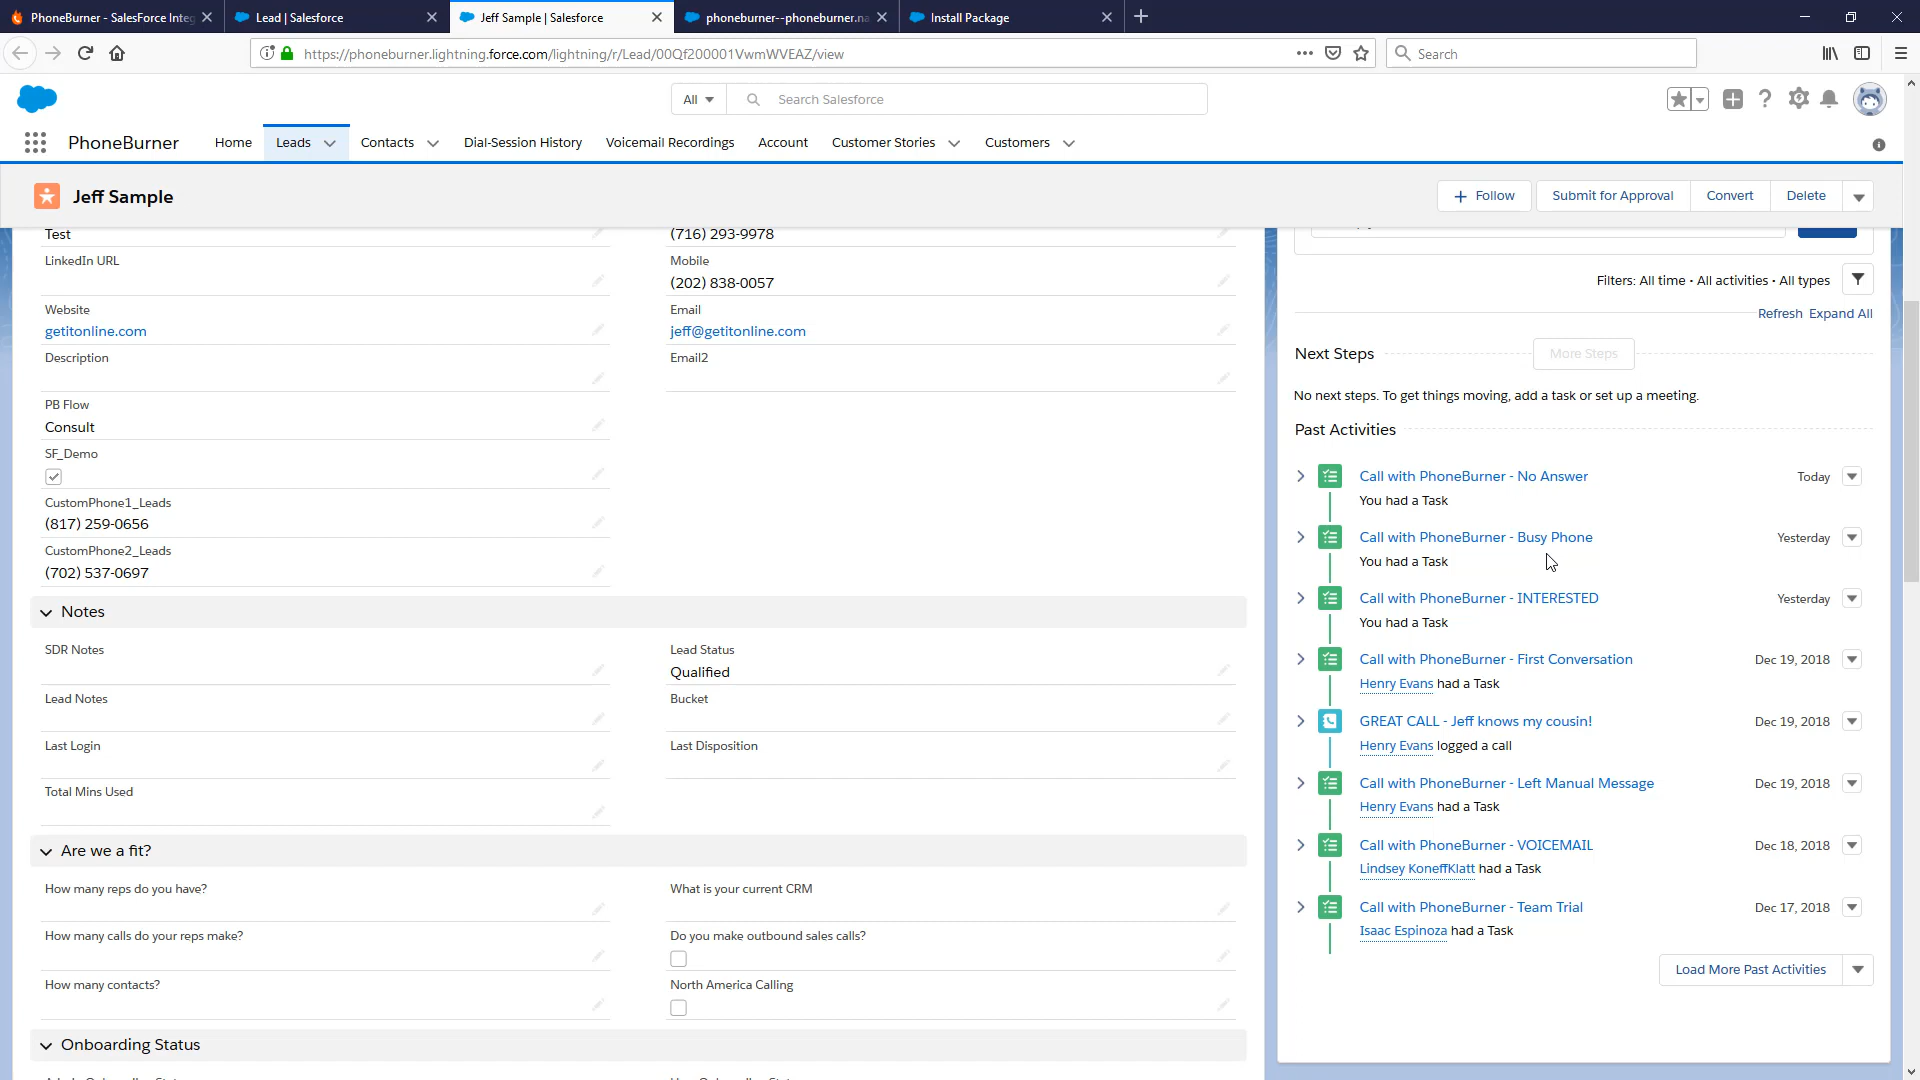 PhoneBurner - SalesForce Integ
Lead | Salesforce
Jeff Sample | Salesforce
phoneburner--phoneburner.na
Install Package
https://phoneburner.lightning.force.com/lightning/r/Lead/00Qf200001VwmWVEAZ/view
Search
All
Search Salesforce
PhoneBurner
Home
Leads
Contacts
Dial-Session History
Voicemail Recordings
Account
Customer Stories
Customers
Jeff Sample
Follow
Submit for Approval
Convert
Delete
Test
(716) 293-9978
LinkedIn URL
Mobile
(202) 838-0057
Website
getitonline.com
Email
jeff@getitonline.com
Description
Email2
PB Flow
Consult
SF_Demo
CustomPhone1_Leads
(817) 259-0656
CustomPhone2_Leads
(702) 537-0697
Notes
SDR Notes
Lead Status
Qualified
Lead Notes
Bucket
Last Login
Last Disposition
Total Mins Used
Are we a fit?
How many reps do you have?
What is your current CRM
How many calls do your reps make?
Do you make outbound sales calls?
How many contacts?
North America Calling
Onboarding Status
Filters: All time • All activities • All types
Refresh Expand All
Next Steps
More Steps
No next steps. To get things moving, add a task or set up a meeting.
Past Activities
Call with PhoneBurner - No Answer
Today
You had a Task
Call with PhoneBurner - Busy Phone
Yesterday
You had a Task
Call with PhoneBurner - INTERESTED
Yesterday
You had a Task
Call with PhoneBurner - First Conversation
Dec 19, 2018
Henry Evans had a Task
GREAT CALL - Jeff knows my cousin!
Dec 19, 2018
Henry Evans logged a call
Call with PhoneBurner - Left Manual Message
Dec 19, 2018
Henry Evans had a Task
Call with PhoneBurner - VOICEMAIL
Dec 18, 2018
Lindsey KoneffKlatt had a Task
Call with PhoneBurner - Team Trial
Dec 17, 2018
Isaac Espinoza had a Task
Load More Past Activities